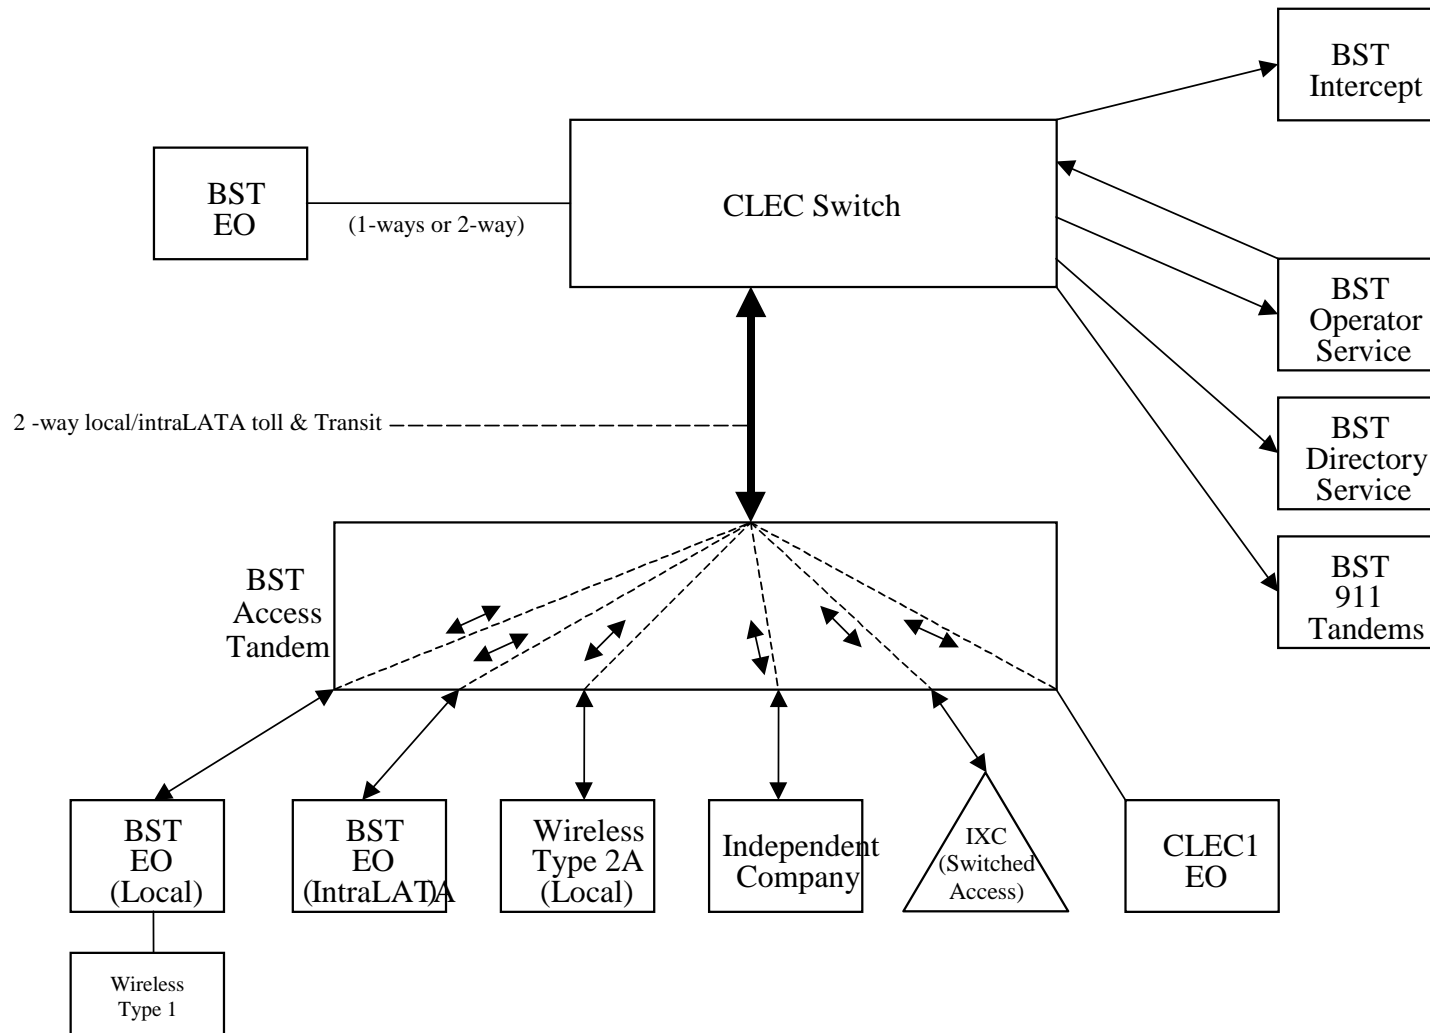 BST
Intercept
BST
EO
(1-ways or 2-way)
CLEC Switch
BST
Operator
Service
2 -way local/intraLATA toll & Transit
BST
Directory
Service
BST
Access
Tandem
BST
911
Tandems
BST
EO
(Local)
BST
EO
(IntraLATA)
Wireless
Type 2A
(Local)
Independent
Company
IXC
(Switched
Access)
CLEC1
EO
Wireless
Type 1